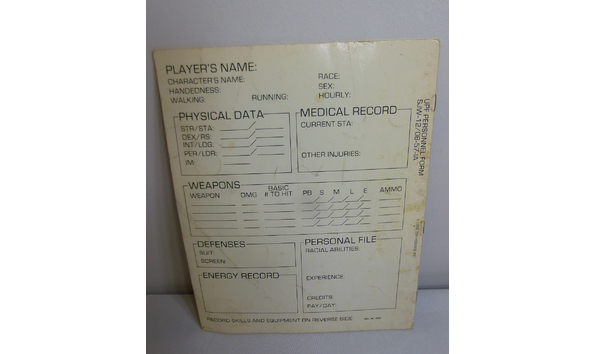 PLAYER'S NAME:
CHARACTER'S NAME:
RACE:
HANDEDNESS:
SEX:
WALKING:
RUNNING:
HOURLY:
PHYSICAL DATA
STR/STA:
DEX/RS:
INT/LOG:
PER/LDR:
IM:
MEDICAL RECORD
CURRENT STA:
OTHER INJURIES:
WEAPONS
WEAPON DMG BASIC # TO HIT PB S M L E AMMO
DEFENSES
SUIT:
SCREEN:
ENERGY RECORD
PERSONAL FILE
RACIAL ABILITIES:
EXPERIENCE:
CREDITS:
PAY/DAY:
RECORD SKILLS AND EQUIPMENT ON REVERSE SIDE
UPF PERSONNEL FORM